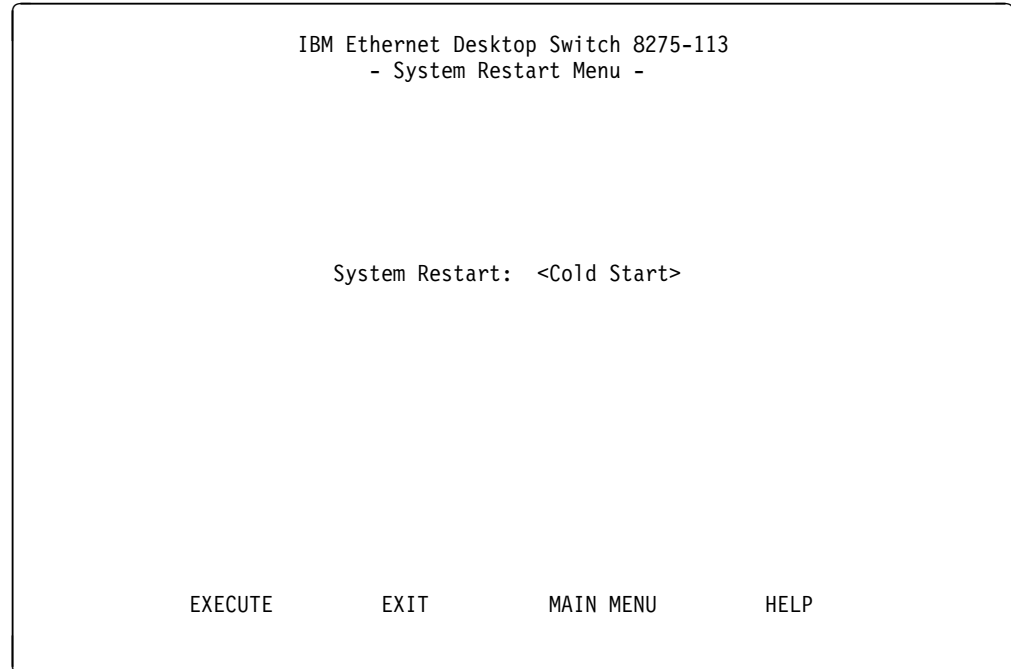 IBM Ethernet Desktop Switch 8275-113
- System Restart Menu -
System Restart: <Cold Start>
EXECUTE EXIT MAIN MENU HELP